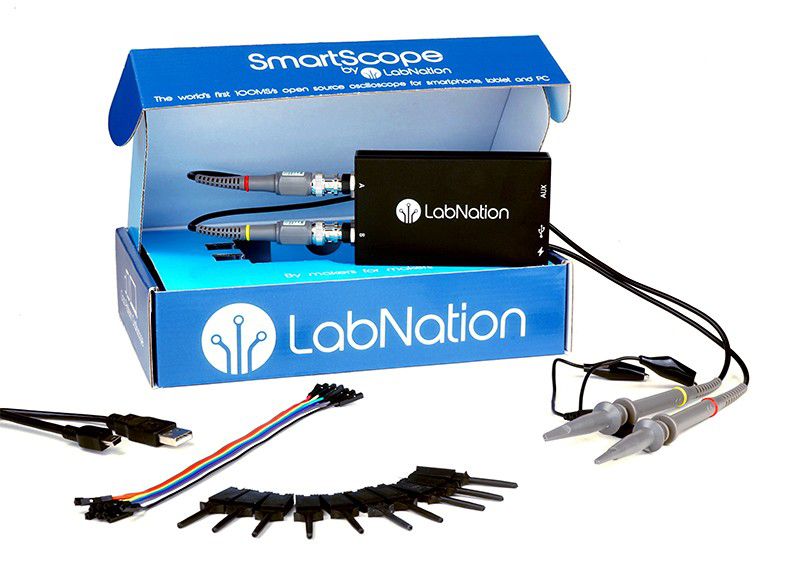 SmartScope
by LabNation
The world's first 100MS/s open source oscilloscope for smartphone, tablet and PC
A
B
LabNation
AUX
By makers for makers
LabNation